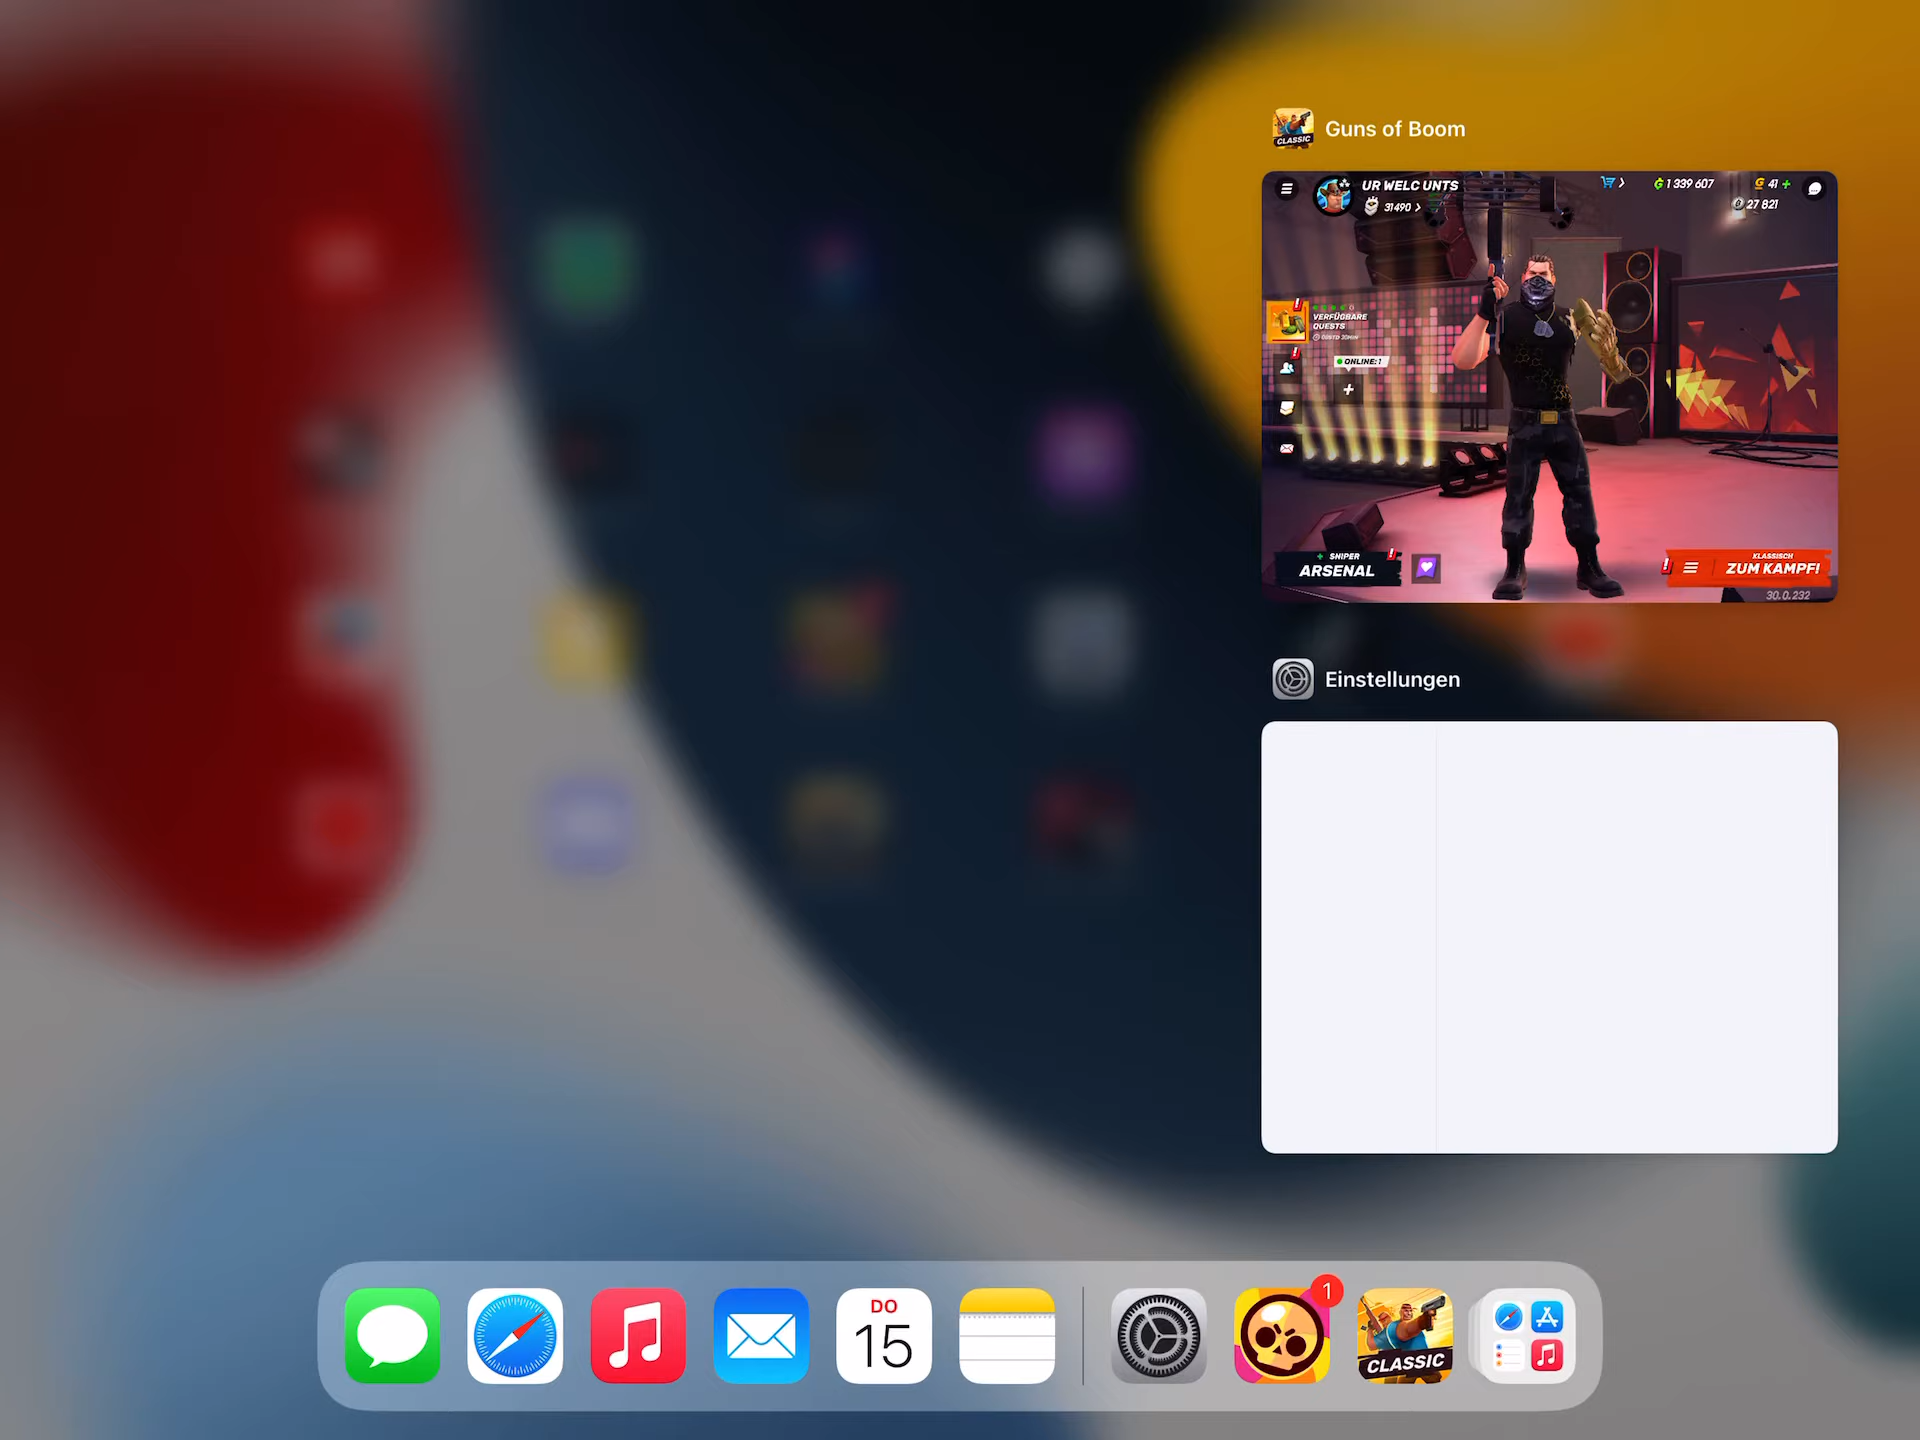 Guns of Boom
CLASSIC
UR WELC UNTS
31490
1 339 607
G 41 +
27 821
VERFÜGBARE
QUESTS
ONLINE: 1
SNIPER
ARSENAL
KLASSISCH
ZUM KAMPF!
30.0.232
Einstellungen
DO
15
1
CLASSIC